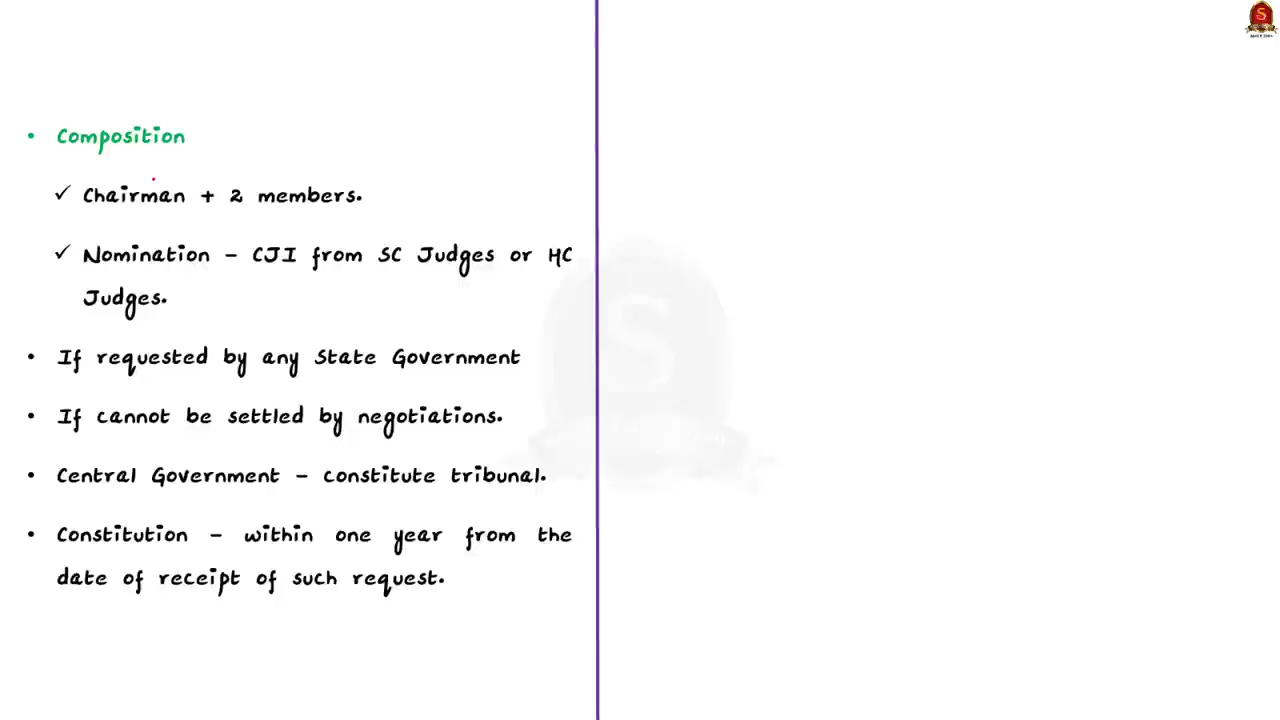 • Composition
✓ Chairman + 2 members.
✓ Nomination – CJI from SC Judges or HC
Judges.
• If requested by any State Government
• If cannot be settled by negotiations.
• Central Government – constitute tribunal.
• Constitution – within one year from the
date of receipt of such request.
S
S